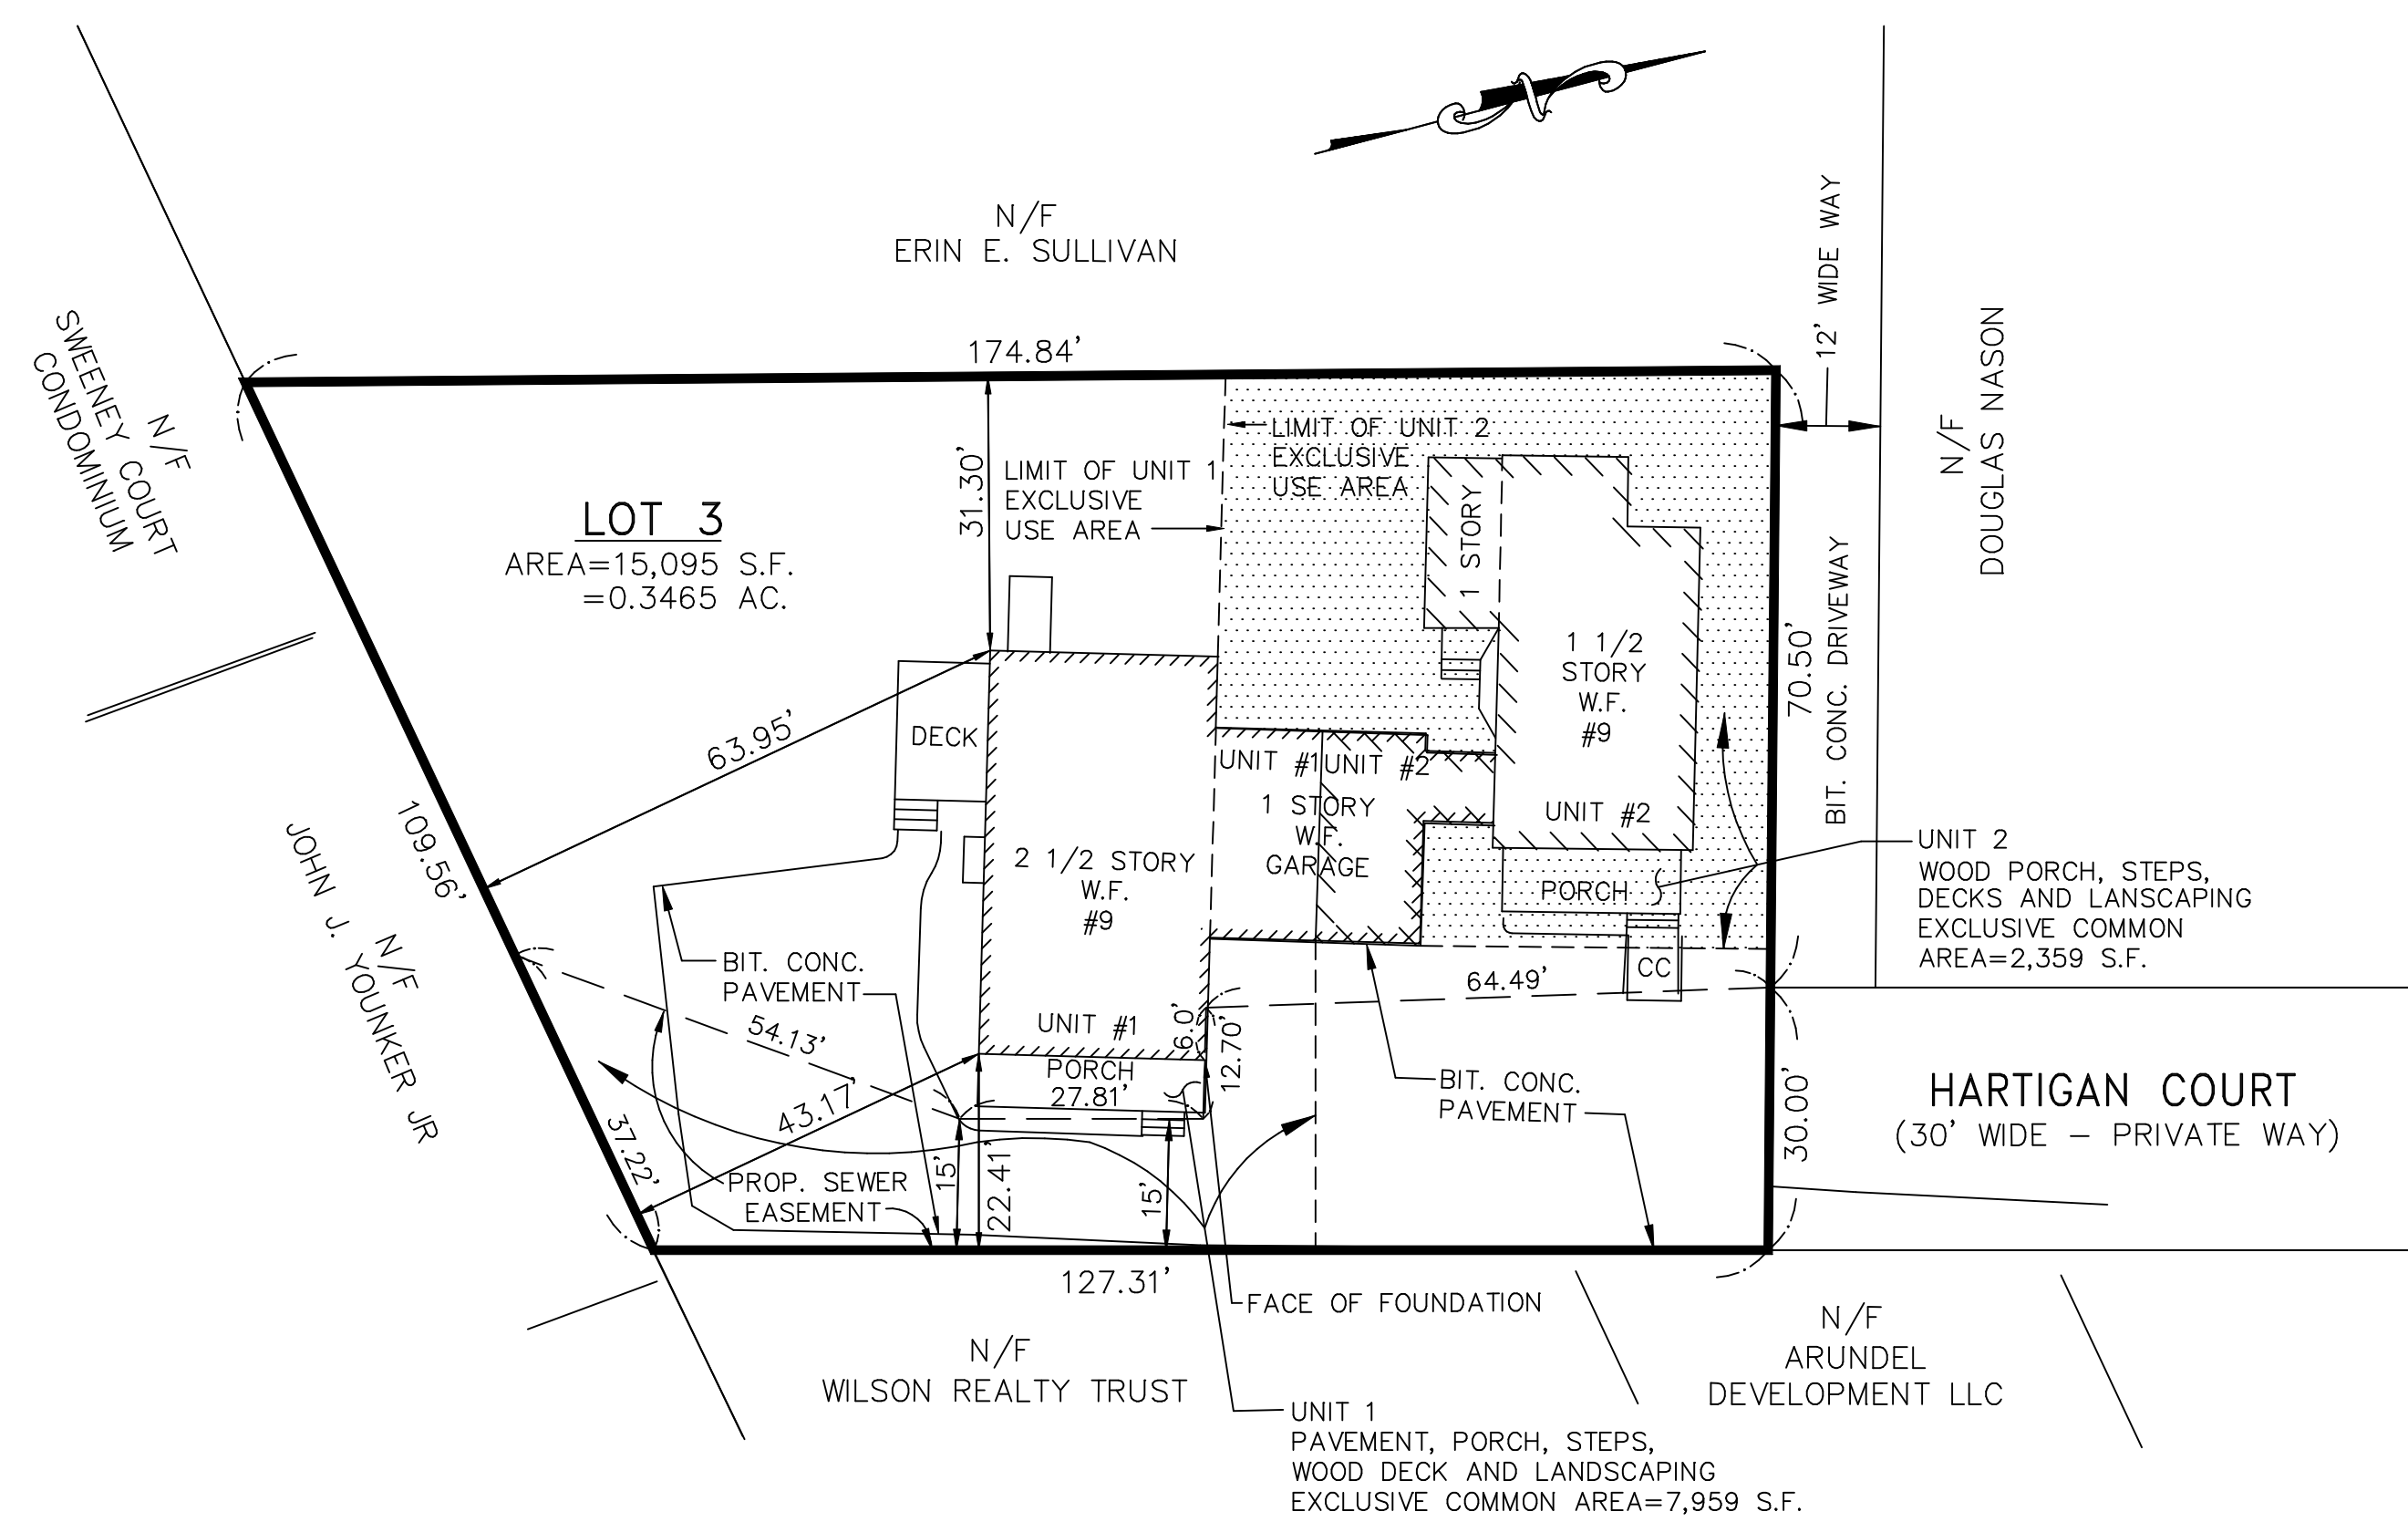 N
12' WIDE WAY
N/F
ERIN E. SULLIVAN
N/F
SWEENEY COURT
CONDOMINIUM
174.84'
N/F
DOUGLAS NASON
LOT 3
AREA=15,095 S.F.
=0.3465 AC.
31.30'
LIMIT OF UNIT 1
EXCLUSIVE
USE AREA
LIMIT OF UNIT 2
EXCLUSIVE
USE AREA
1 STORY
1 1/2
STORY
W.F.
#9
UNIT #2
70.50'
BIT. CONC. DRIVEWAY
63.95'
DECK
UNIT #1
UNIT #2
1 STORY
W.F.
GARAGE
109.56'
N/F
JOHN J. YOUNKER JR
2 1/2 STORY
W.F.
#9
UNIT #1
PORCH
UNIT 2
WOOD PORCH, STEPS,
DECKS AND LANSCAPING
EXCLUSIVE COMMON
AREA=2,359 S.F.
BIT. CONC.
PAVEMENT
CC
64.49'
54.13'
6.0'
12.70'
PORCH
27.81'
BIT. CONC.
PAVEMENT
HARTIGAN COURT
(30' WIDE – PRIVATE WAY)
30.00'
43.17'
37.22'
PROP. SEWER
EASEMENT
15'
22.41'
15'
127.31'
FACE OF FOUNDATION
N/F
WILSON REALTY TRUST
N/F
ARUNDEL
DEVELOPMENT LLC
UNIT 1
PAVEMENT, PORCH, STEPS,
WOOD DECK AND LANDSCAPING
EXCLUSIVE COMMON AREA=7,959 S.F.